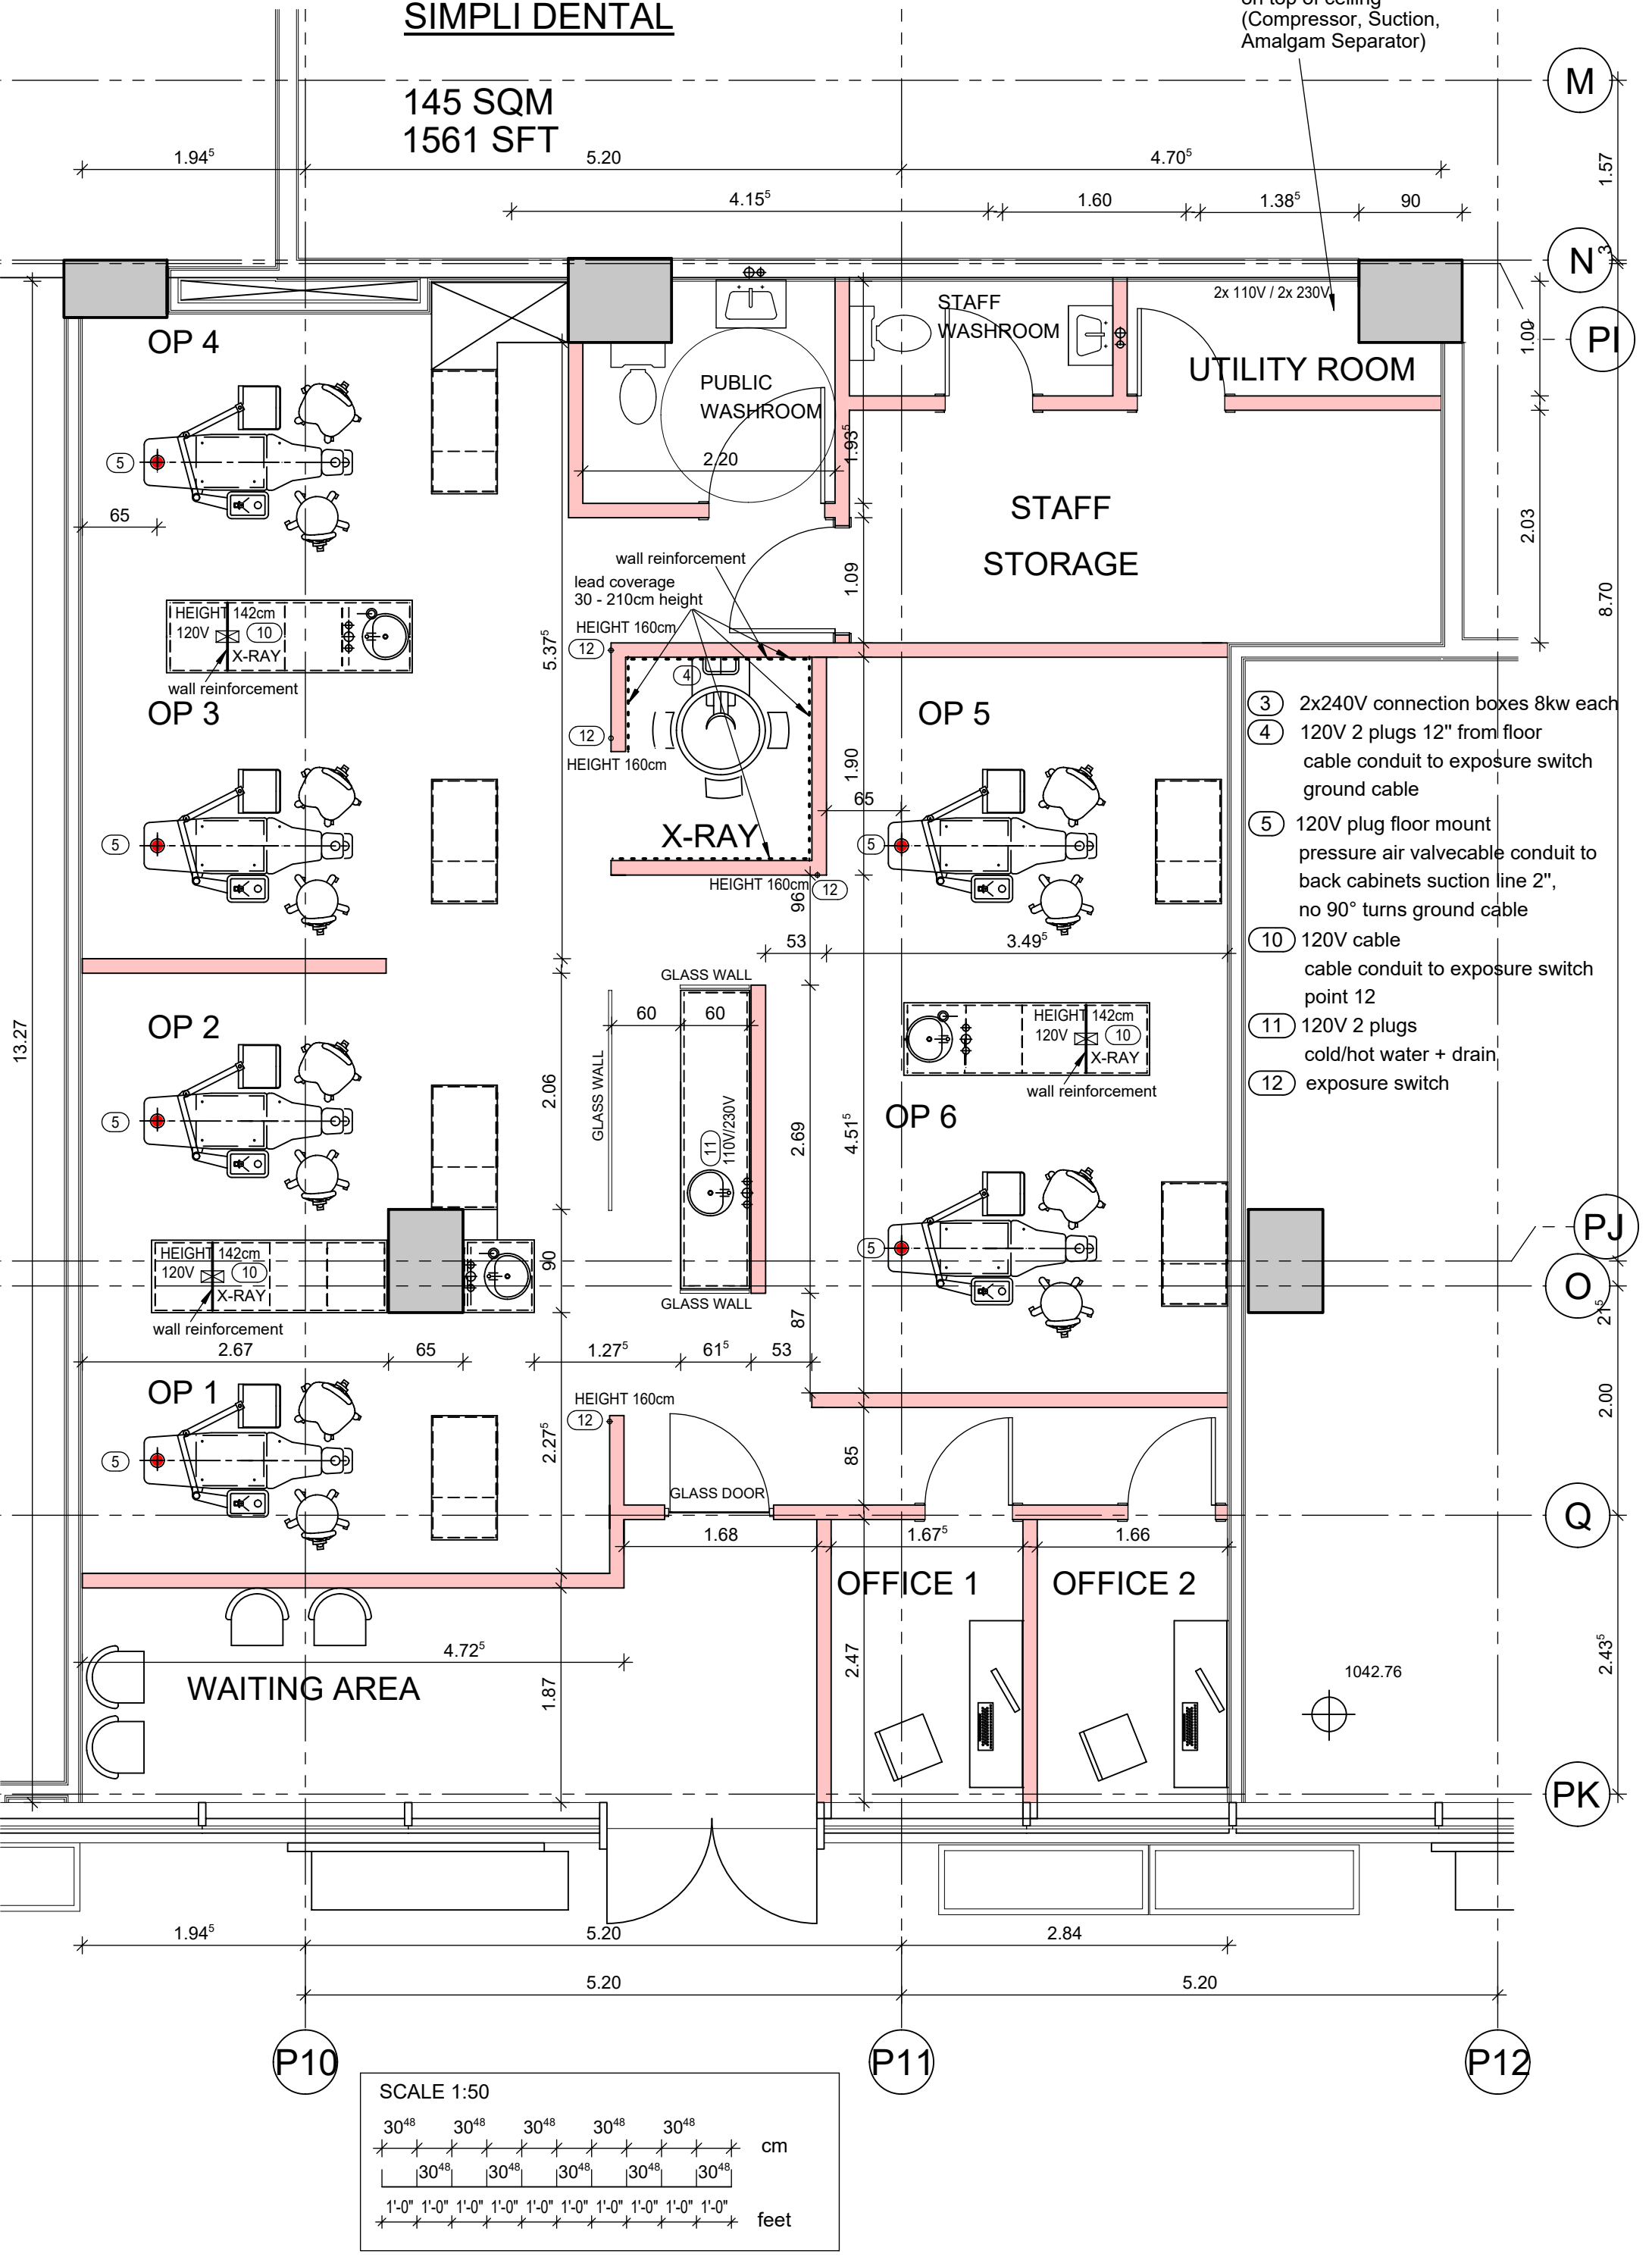 SIMPLI DENTAL
on top of ceiling
(Compressor, Suction,
Amalgam Separator)
M
145 SQM
1561 SFT
1.94⁵
5.20
4.70⁵
1.57
4.15⁵
1.60
1.38⁵
90
N
3
2x 110V / 2x 230V
STAFF
WASHROOM
1.00
PI
OP 4
UTILITY ROOM
PUBLIC
WASHROOM
1.93⁵
2.20
5
65
STAFF
STORAGE
2.03
8.70
wall reinforcement
lead coverage
30 - 210cm height
1.09
HEIGHT 142cm
120V
10
X-RAY
wall reinforcement
HEIGHT 160cm
12
5.37⁵
4
OP 3
OP 5
12
HEIGHT 160cm
1.90
65
X-RAY
5
5
HEIGHT 160cm
12
96
3 2x240V connection boxes 8kw each
4 120V 2 plugs 12" from floor
cable conduit to exposure switch
ground cable
5 120V plug floor mount
pressure air valvecable conduit to
back cabinets suction line 2",
no 90° turns ground cable
10 120V cable
cable conduit to exposure switch
point 12
11 120V 2 plugs
cold/hot water + drain
12 exposure switch
53
3.49⁵
GLASS WALL
60
60
13.27
OP 2
HEIGHT 142cm
120V
10
X-RAY
wall reinforcement
GLASS WALL
2.06
11
110V/230V
2.69
4.51⁵
OP 6
5
5
PJ
HEIGHT 142cm
120V
10
X-RAY
wall reinforcement
90
O
GLASS WALL
87
21⁵
2.67
65
1.27⁵
61⁵
53
OP 1
HEIGHT 160cm
12
2.00
5
2.27⁵
85
GLASS DOOR
Q
1.68
1.67⁵
1.66
OFFICE 1
OFFICE 2
4.72⁵
WAITING AREA
1.87
2.47
1042.76
2.43⁵
PK
1.94⁵
5.20
2.84
5.20
5.20
P10
P11
P12
SCALE 1:50
30⁴⁸ 30⁴⁸ 30⁴⁸ 30⁴⁸ 30⁴⁸
cm
30⁴⁸ 30⁴⁸ 30⁴⁸ 30⁴⁸ 30⁴⁸
1'-0" 1'-0" 1'-0" 1'-0" 1'-0" 1'-0" 1'-0" 1'-0" 1'-0" 1'-0"
feet